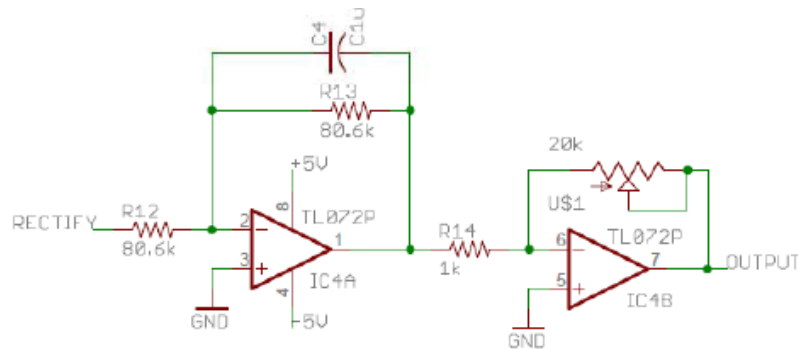 C4
C1U
R13
80.6k
+5V
20k
RECTIFY
R12
80.6k
2
8
TL072P
1
3
4
IC4A
GND
-5V
R14
1k
U$1
6
TL072P
7
5
OUTPUT
IC4B
GND